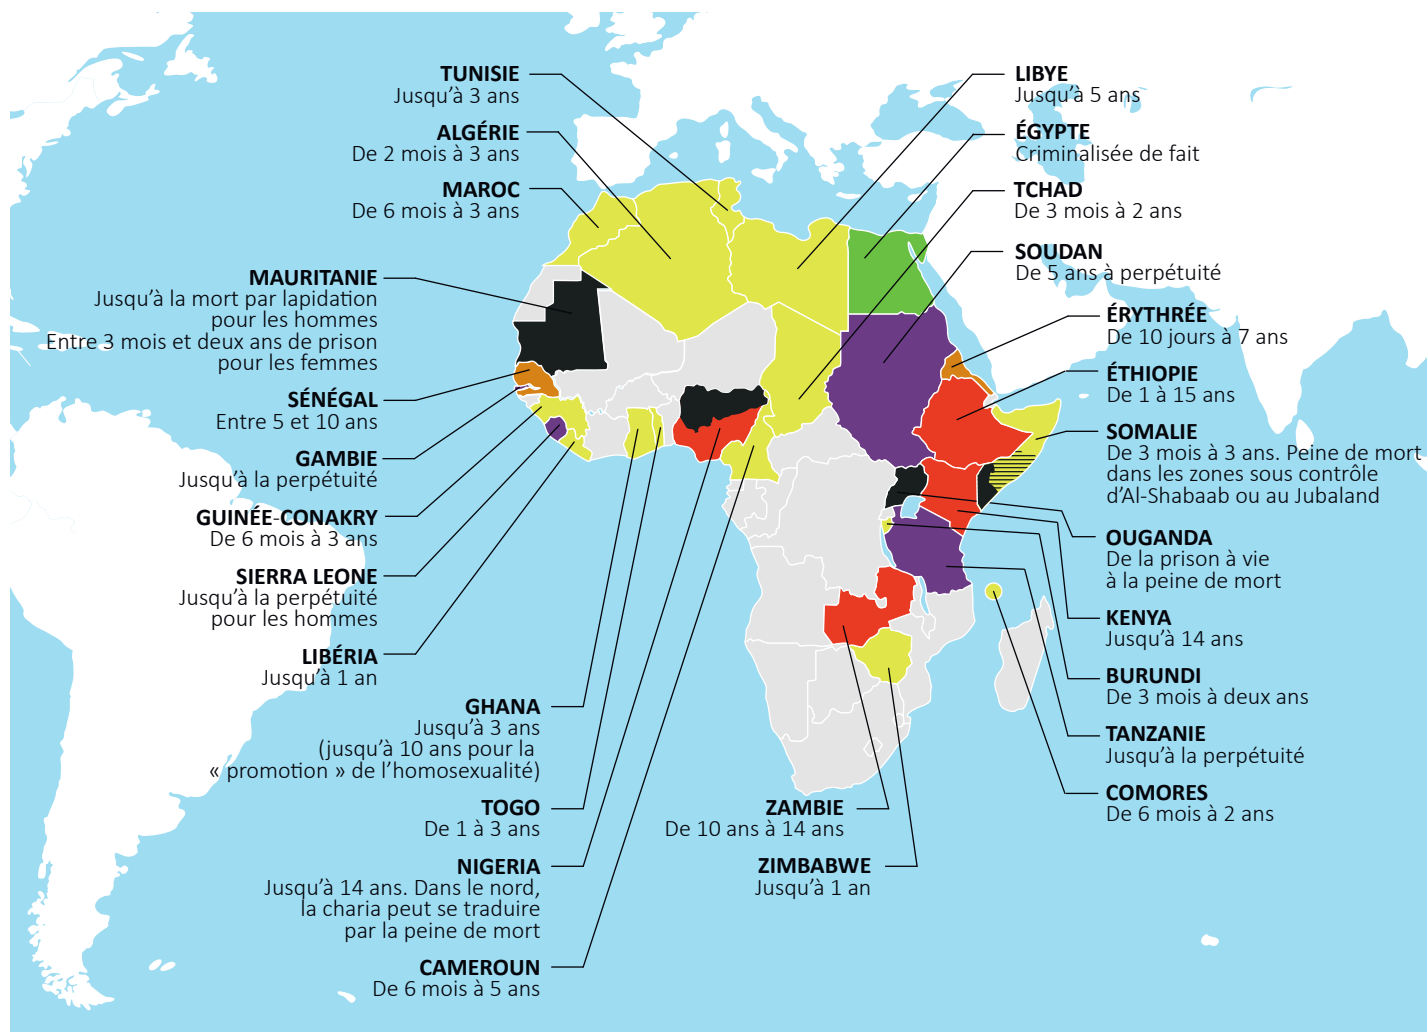 TUNISIE
Jusqu'à 3 ans
ALGÉRIE
De 2 mois à 3 ans
MAROC
De 6 mois à 3 ans
MAURITANIE
Jusqu'à la mort par lapidation
pour les hommes
Entre 3 mois et deux ans de prison
pour les femmes
SÉNÉGAL
Entre 5 et 10 ans
GAMBIE
Jusqu'à la perpétuité
GUINÉE-CONAKRY
De 6 mois à 3 ans
SIERRA LEONE
Jusqu'à la perpétuité
pour les hommes
LIBÉRIA
Jusqu'à 1 an
GHANA
Jusqu'à 3 ans
(jusqu'à 10 ans pour la
« promotion » de l'homosexualité)
TOGO
De 1 à 3 ans
NIGERIA
Jusqu'à 14 ans. Dans le nord,
la charia peut se traduire
par la peine de mort
CAMEROUN
De 6 mois à 5 ans
LIBYE
Jusqu'à 5 ans
ÉGYPTE
Criminalisée de fait
TCHAD
De 3 mois à 2 ans
SOUDAN
De 5 ans à perpétuité
ÉRYTHRÉE
De 10 jours à 7 ans
ÉTHIOPIE
De 1 à 15 ans
SOMALIE
De 3 mois à 3 ans. Peine de mort
dans les zones sous contrôle
d'Al-Shabaab ou au Jubaland
OUGANDA
De la prison à vie
à la peine de mort
KENYA
Jusqu'à 14 ans
BURUNDI
De 3 mois à deux ans
TANZANIE
Jusqu'à la perpétuité
COMORES
De 6 mois à 2 ans
ZAMBIE
De 10 ans à 14 ans
ZIMBABWE
Jusqu'à 1 an